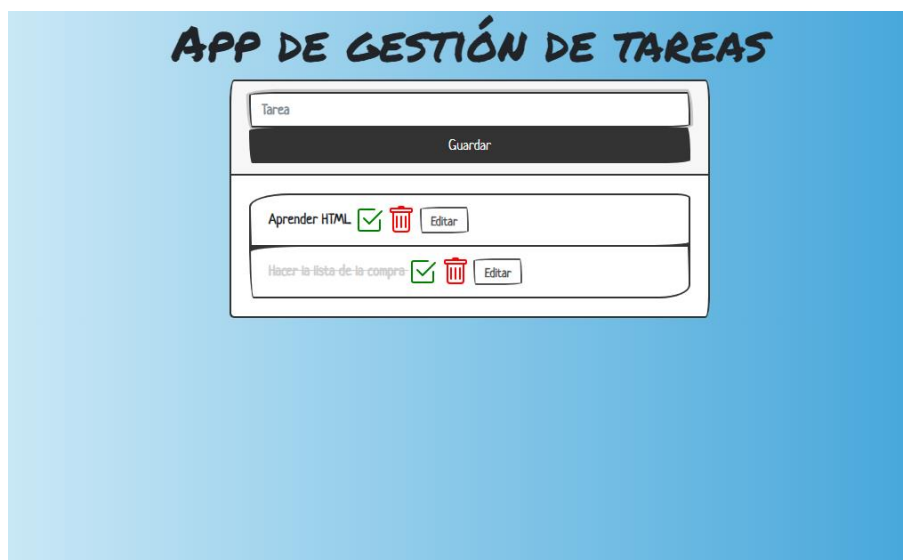 App de gestión de tareas
Tarea
Guardar
Aprender HTML Editar
Hacer la lista de la compra Editar